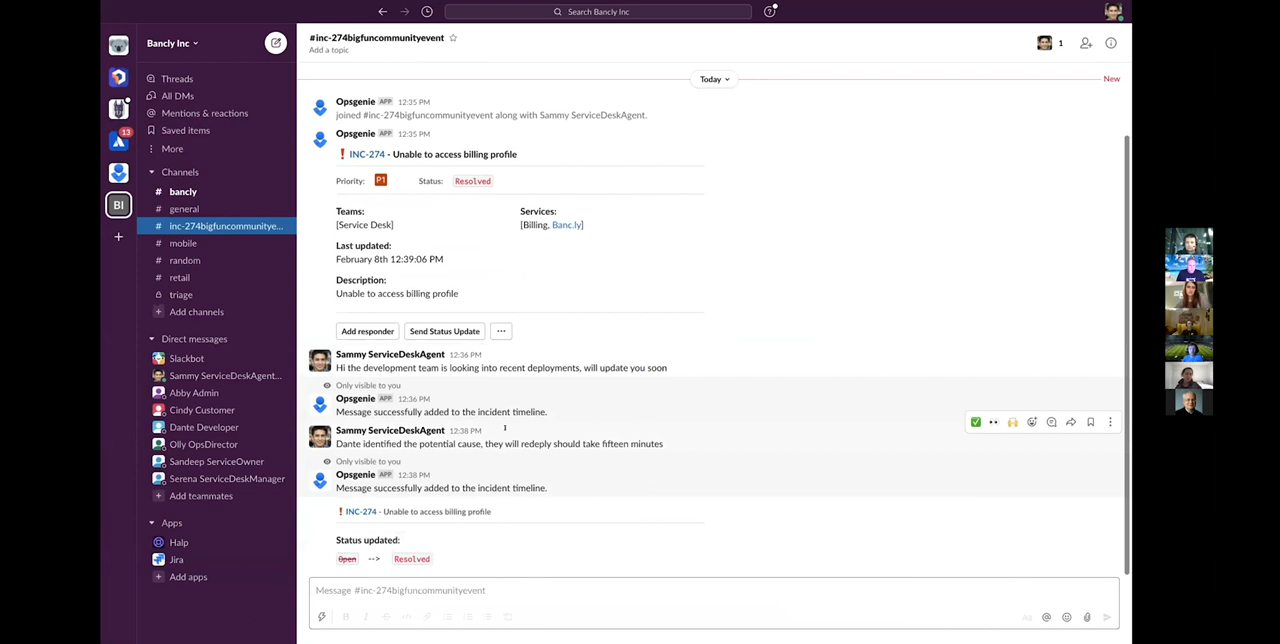 Search Bancly Inc
Bancly Inc
#inc-274bigfuncommunityevent
Add a topic
1
Threads
All DMs
Mentions & reactions
Saved items
More
Channels
# bancly
# general
# inc-274bigfuncommunitye...
# mobile
# random
# retail
triage
+ Add channels
Direct messages
Slackbot
Sammy ServiceDeskAgent...
Abby Admin
Cindy Customer
Dante Developer
Olly OpsDirector
Sandeep ServiceOwner
Serena ServiceDeskManager
+ Add teammates
Apps
Halp
Jira
+ Add apps
13
BI
+
Today
New
Opsgenie APP 12:35 PM
joined #inc-274bigfuncommunityevent along with Sammy ServiceDeskAgent.
Opsgenie APP 12:35 PM
❗ INC-274 - Unable to access billing profile
Priority: P1 Status: Resolved
Teams: Services:
[Service Desk] [Billing, Banc.ly]
Last updated:
February 8th 12:39:06 PM
Description:
Unable to access billing profile
Add responder Send Status Update ...
Sammy ServiceDeskAgent 12:36 PM
Hi the development team is looking into recent deployments, will update you soon
Only visible to you
Opsgenie APP 12:36 PM
Message successfully added to the incident timeline.
Sammy ServiceDeskAgent 12:38 PM
Dante identified the potential cause, they will redeply should take fifteen minutes
Only visible to you
Opsgenie APP 12:38 PM
Message successfully added to the incident timeline.
❗ INC-274 - Unable to access billing profile
Status updated:
Open --> Resolved
Message #inc-274bigfuncommunityevent
B I Aa @